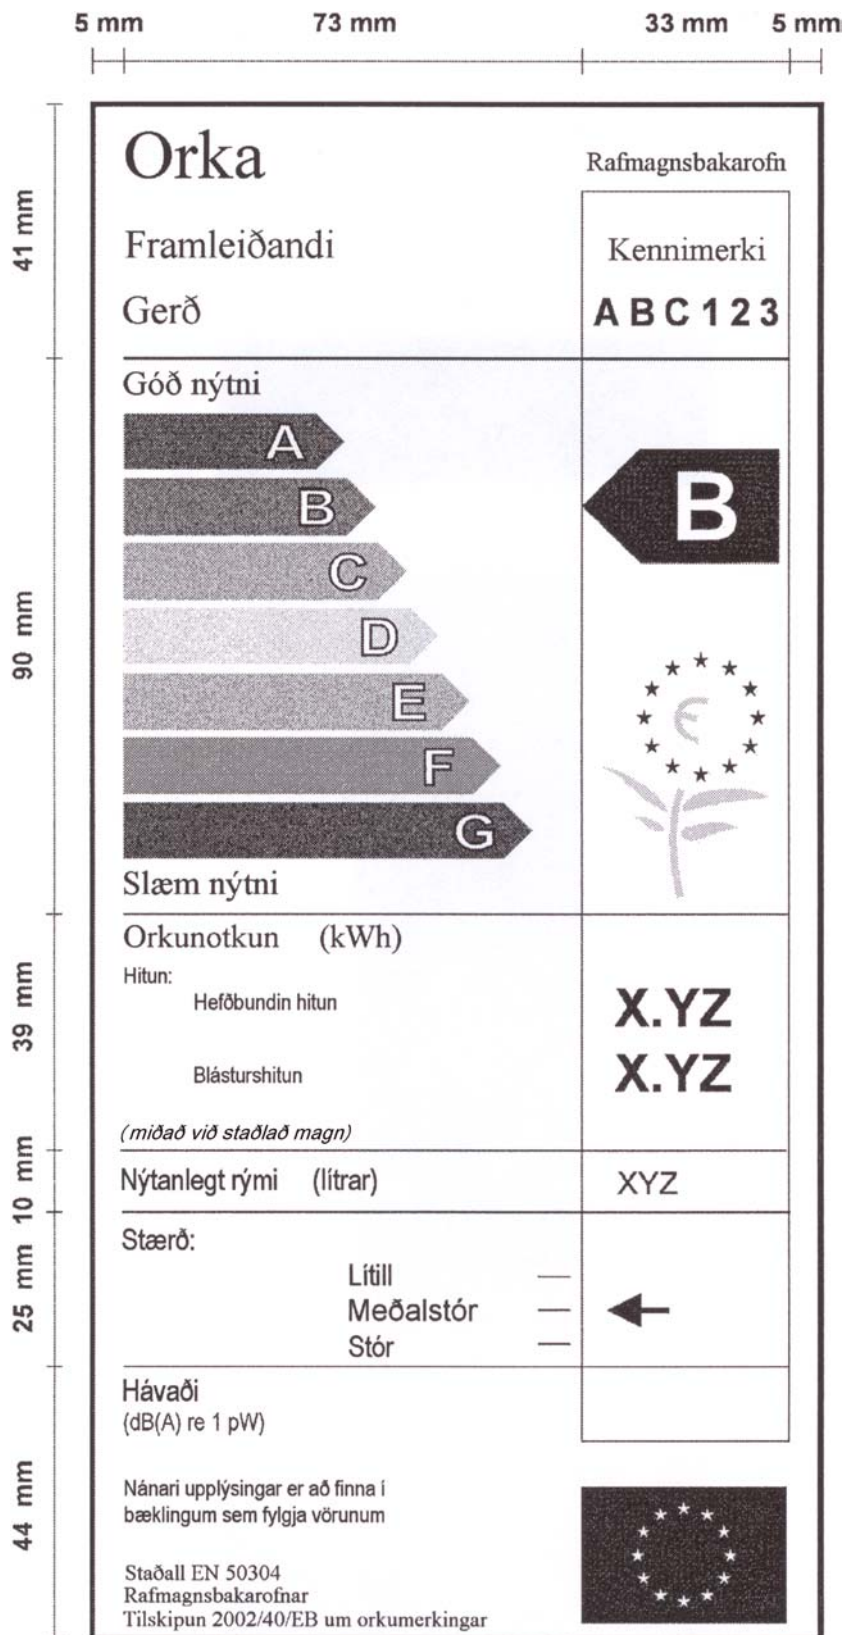 5 mm 73 mm 33 mm 5 mm
41 mm
90 mm
39 mm
10 mm
25 mm
44 mm
Orka
Rafmagnsbakarofn
Framleiðandi
Kennimerki
Gerð
ABC123
Góð nýtni
A
B
B
C
D
E
F
G
Slæm nýtni
Orkunotkun (kWh)
Hitun:
Hefðbundin hitun
X.YZ
Blásturshitun
X.YZ
(miðað við staðlað magn)
Nýtanlegt rými (lítrar)
XYZ
Stærð:
Lítill
Meðalstór
Stór
Hávaði
(dB(A) re 1 pW)
Nánari upplýsingar er að finna í
bæklingum sem fylgja vörunum
Staðall EN 50304
Rafmagnsbakarofnar
Tilskipun 2002/40/EB um orkumerkingar